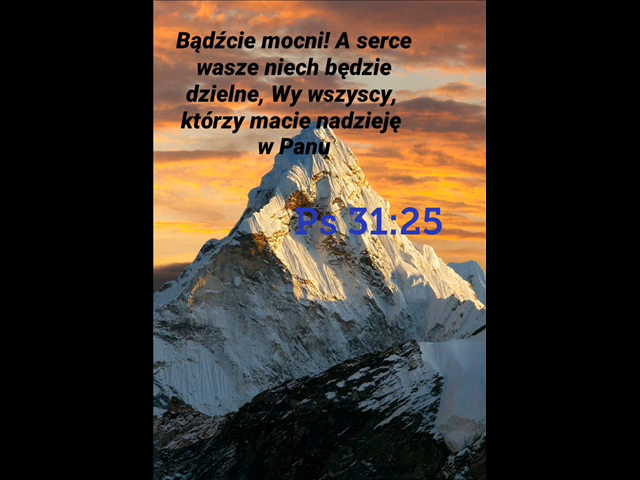 Bądźcie mocni! A serce
wasze niech będzie
dzielne, Wy wszyscy,
którzy macie nadzieję
w Panu
Ps 31:25